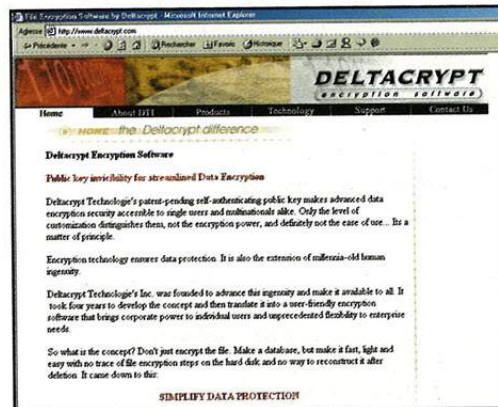 File Encryption Software by Deltacrypt - Microsoft Internet Explorer
Adresse http://www.deltacrypt.com
Précédente Rechercher Favoris Historique
DELTACRYPT
encryption software
Home About DTI Products Technology Support Contact Us
HOME the Deltacrypt difference
Deltacrypt Encryption Software
Public key invicibility for streamlined Data Encryption
Deltacrypt Technologie's patent-pending self-authenticating public key makes advanced data
encryption security accessible to single users and multinationals alike. Only the level of
customization distinguishes them, not the encryption power, and definitely not the ease of use... Its a
matter of principle.
Encryption technology ensures data protection. It is also the extension of millennia-old human
ingenuity.
Deltacrypt Technologie's Inc. was founded to advance this ingenuity and make it available to all. It
took four years to develop the concept and then translate it into a user-friendly encryption
software that brings corporate power to individual users and unprecedented flexibility to enterprise
needs.
So what is the concept? Don't just encrypt the file. Make a database, but make it fast, light and
easy with no trace of file encryption steps on the hard disk and no way to reconstruct it after
deletion. It came down to this:
SIMPLIFY DATA PROTECTION